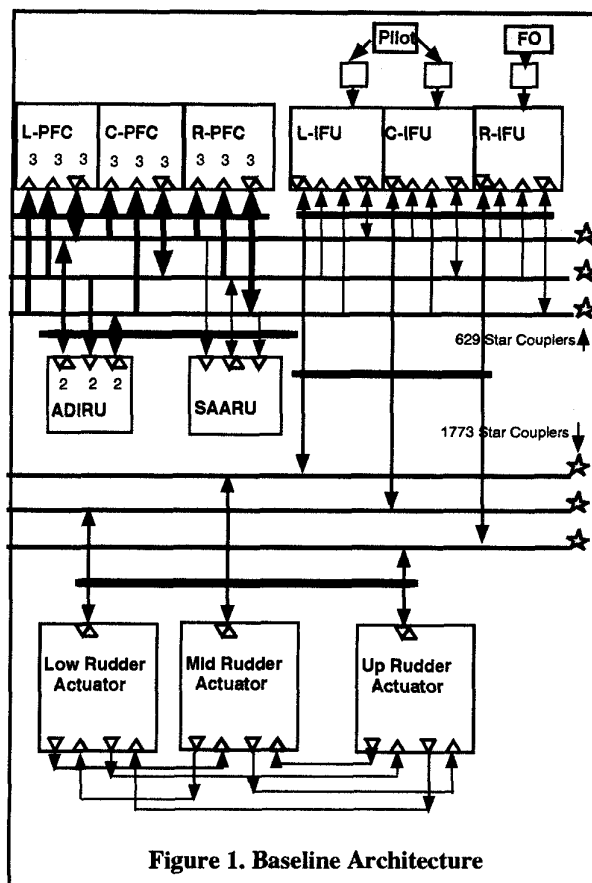 Pilot
FO
L-PFC
C-PFC
R-PFC
L-IFU
C-IFU
R-IFU
3 3 3
3 3 3
3 3 3
629 Star Couplers
2 2 2
ADIRU
SAARU
1773 Star Couplers
Low Rudder
Actuator
Mid Rudder
Actuator
Up Rudder
Actuator
Figure 1. Baseline Architecture